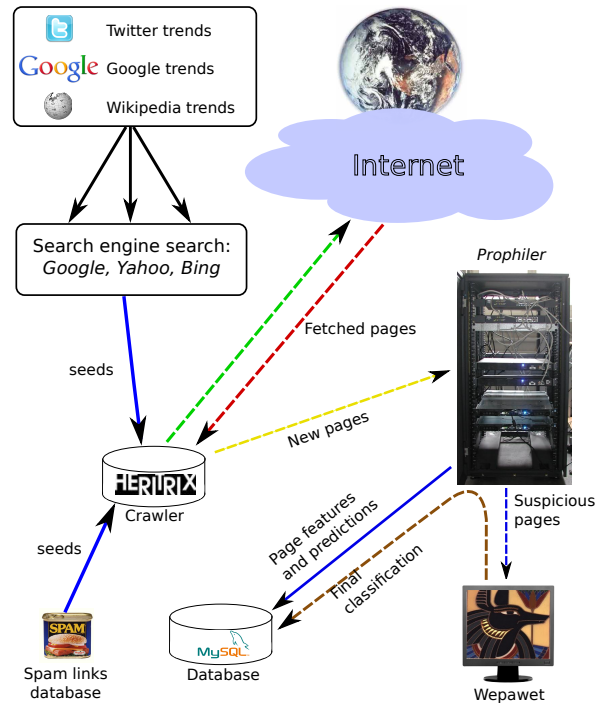 Twitter trends
Google Google trends
Wikipedia trends
Internet
Search engine search:
Google, Yahoo, Bing
Prophiler
Fetched pages
seeds
New pages
HERITRIX
Crawler
Suspicious
pages
Page features
and predictions
Final
classification
seeds
SPAM
MySQL
Spam links
database
Database
Wepawet